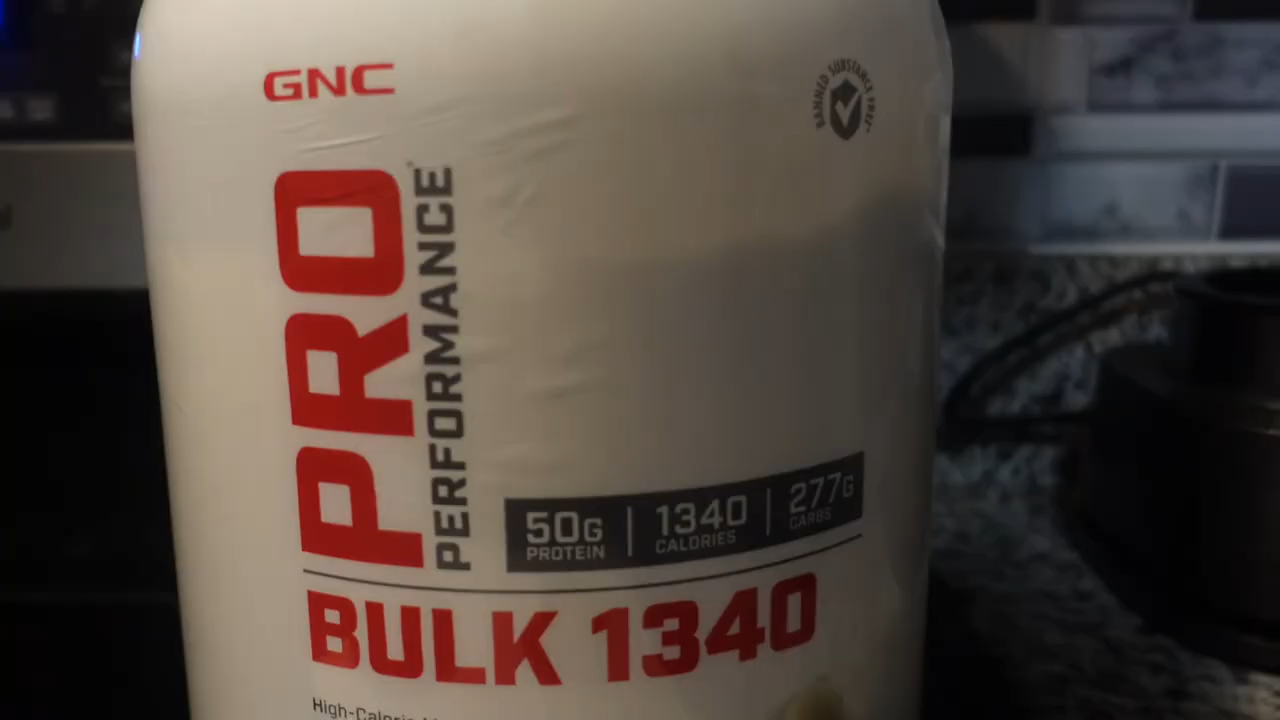 GNC
BANNED SUBSTANCE FREE
PRO
PERFORMANCE
50G | 1340 | 277G
PROTEIN CALORIES CARBS
BULK 1340
High-Calorie